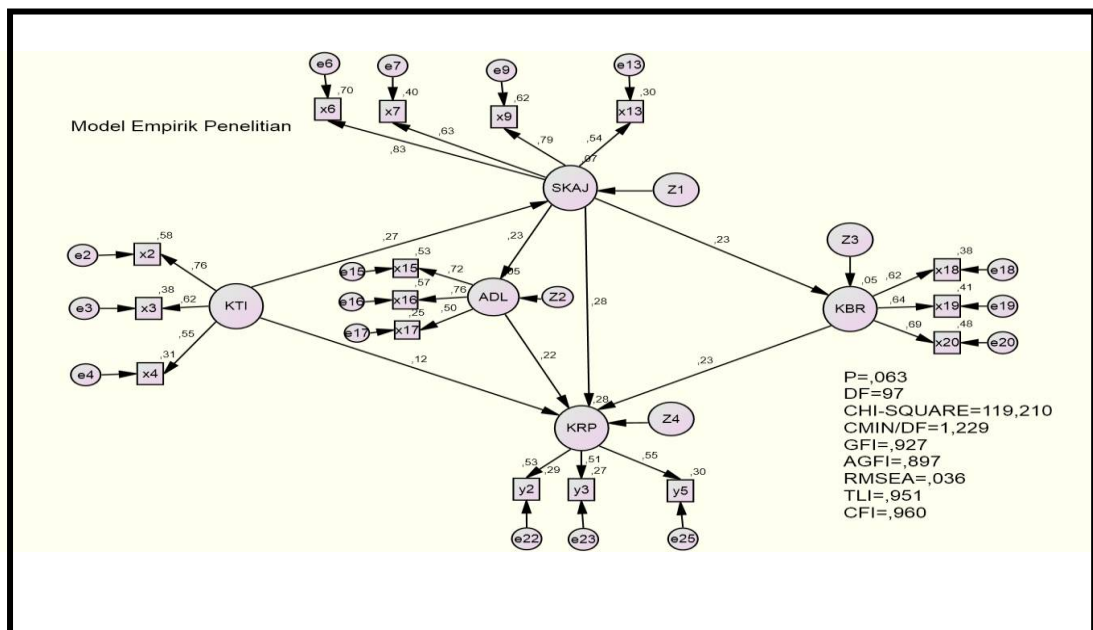 e6
e7
e9
e13
,70
,40
,62
,30
x6
x7
x9
x13
Model Empirik Penelitian
,83
,63
,79
,54
,07
SKAJ
Z1
,58
e2
x2
,76
,27
,23
,23
Z3
,38
e3
x3
,62
KTI
,53
e15
x15
,72
,05
,57
e16
x16
,76
ADL
Z2
,25
e17
x17
,50
,28
,38
,05
,62
x18
e18
KBR
,64
,41
x19
e19
,69
,48
x20
e20
,31
e4
x4
,55
,12
,22
,23
,28
KRP
Z4
P=,063
DF=97
CHI-SQUARE=119,210
CMIN/DF=1,229
GFI=,927
AGFI=,897
RMSEA=,036
TLI=,951
CFI=,960
,53
,29
,51
,27
,55
,30
y2
y3
y5
e22
e23
e25